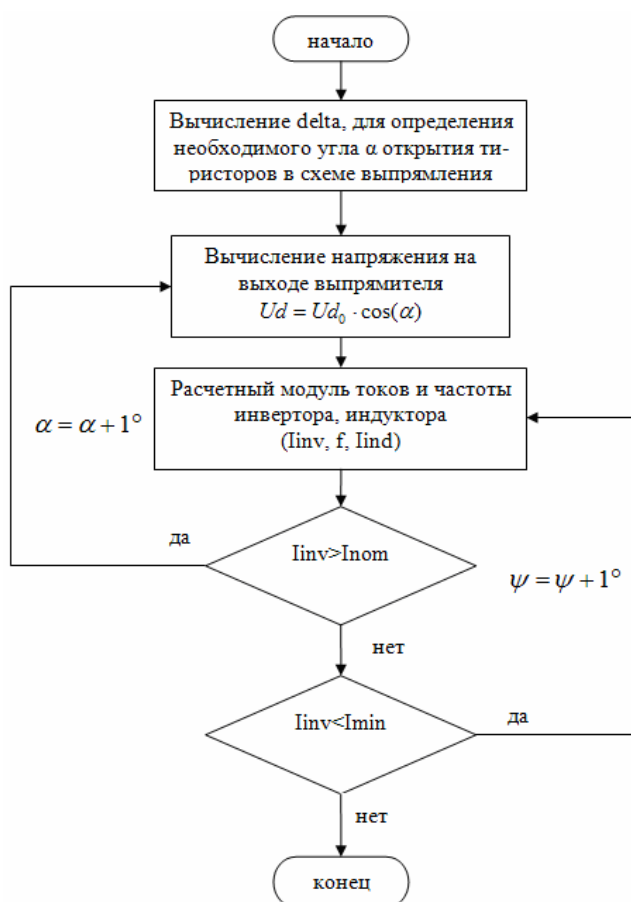 начало
Вычисление delta, для определения
необходимого угла α открытия ти-
ристоров в схеме выпрямления
Вычисление напряжения на
выходе выпрямителя
Ud = Ud₀ · cos(α)
Расчетный модуль токов и частоты
инвертора, индуктора
(Iinv, f, Iind)
α = α + 1°
да
Iinv>Inom
ψ = ψ + 1°
нет
Iinv<Imin
да
нет
конец